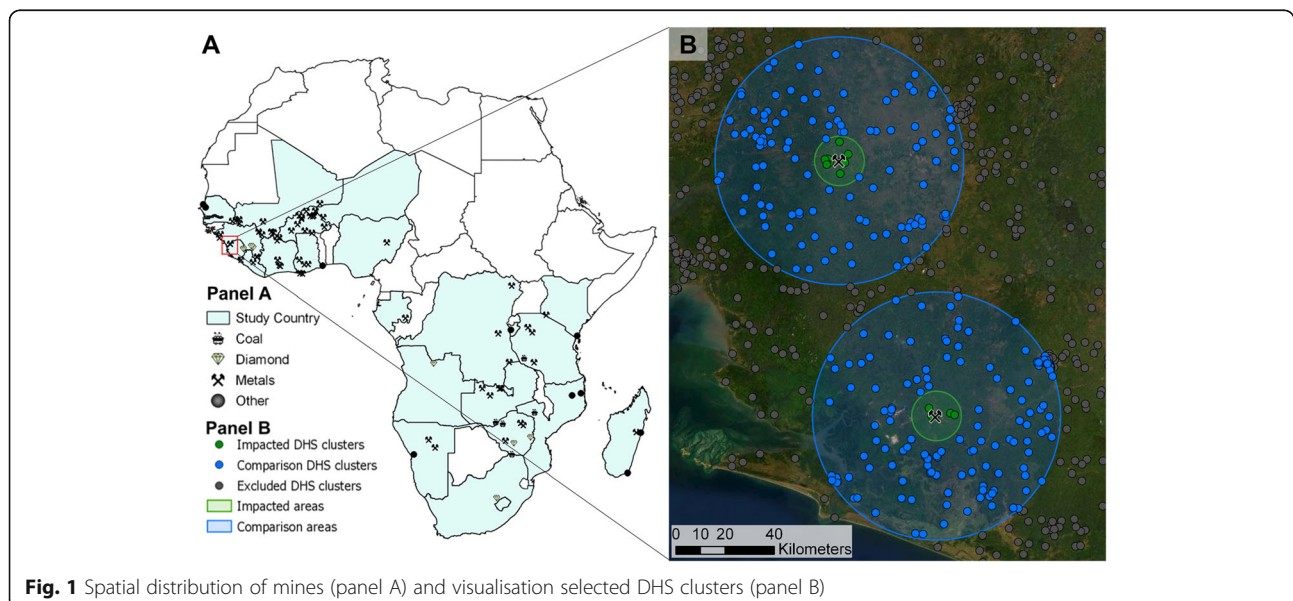 A
B
Panel A
Study Country
Coal
Diamond
Metals
Other
Panel B
Impacted DHS clusters
Comparison DHS clusters
Excluded DHS clusters
Impacted areas
Comparison areas
0 10 20 40
Kilometers
Fig. 1 Spatial distribution of mines (panel A) and visualisation selected DHS clusters (panel B)